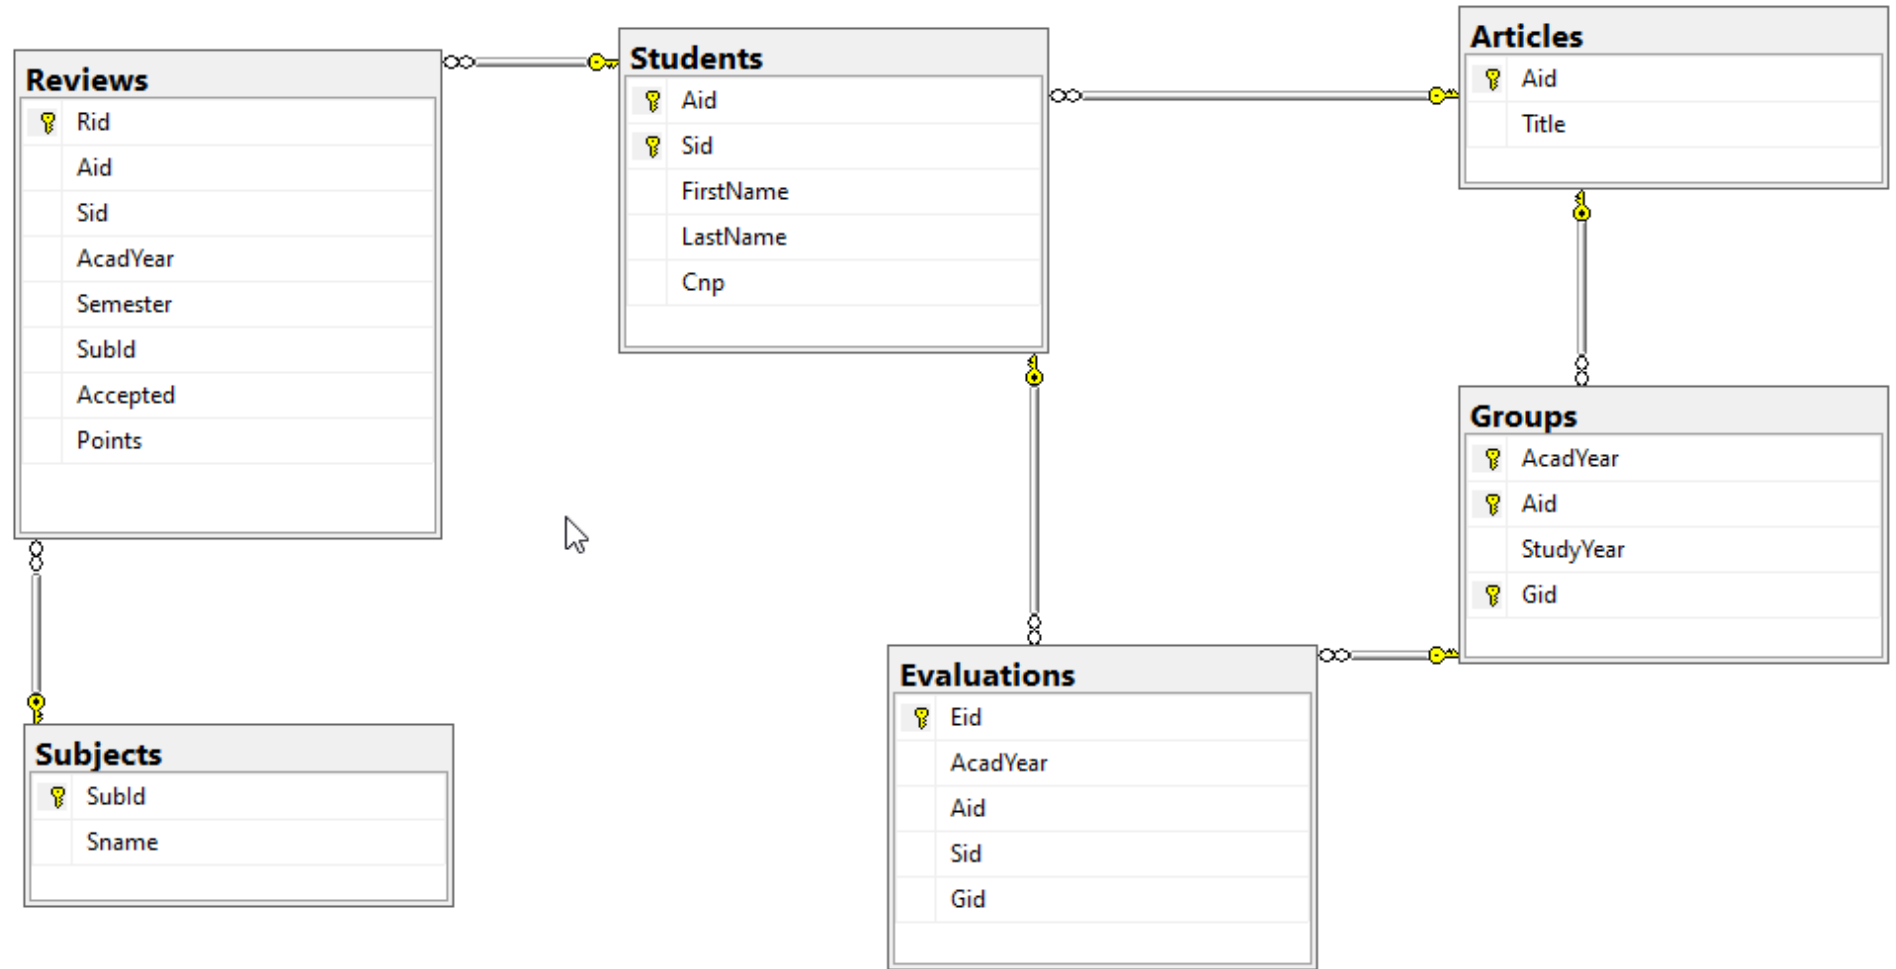 Reviews
Rid
Aid
Sid
AcadYear
Semester
SubId
Accepted
Points
Students
Aid
Sid
FirstName
LastName
Cnp
Articles
Aid
Title
Groups
AcadYear
Aid
StudyYear
Gid
Evaluations
Eid
AcadYear
Aid
Sid
Gid
Subjects
SubId
Sname